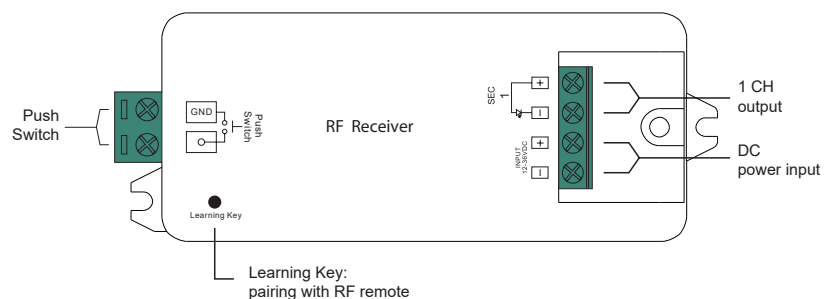 Push
Switch
GND
Push
Switch
RF Receiver
Learning Key
SEC
1
+
−
INPUT
12-36VDC
+
−
1 CH
output
DC
power input
Learning Key:
pairing with RF remote